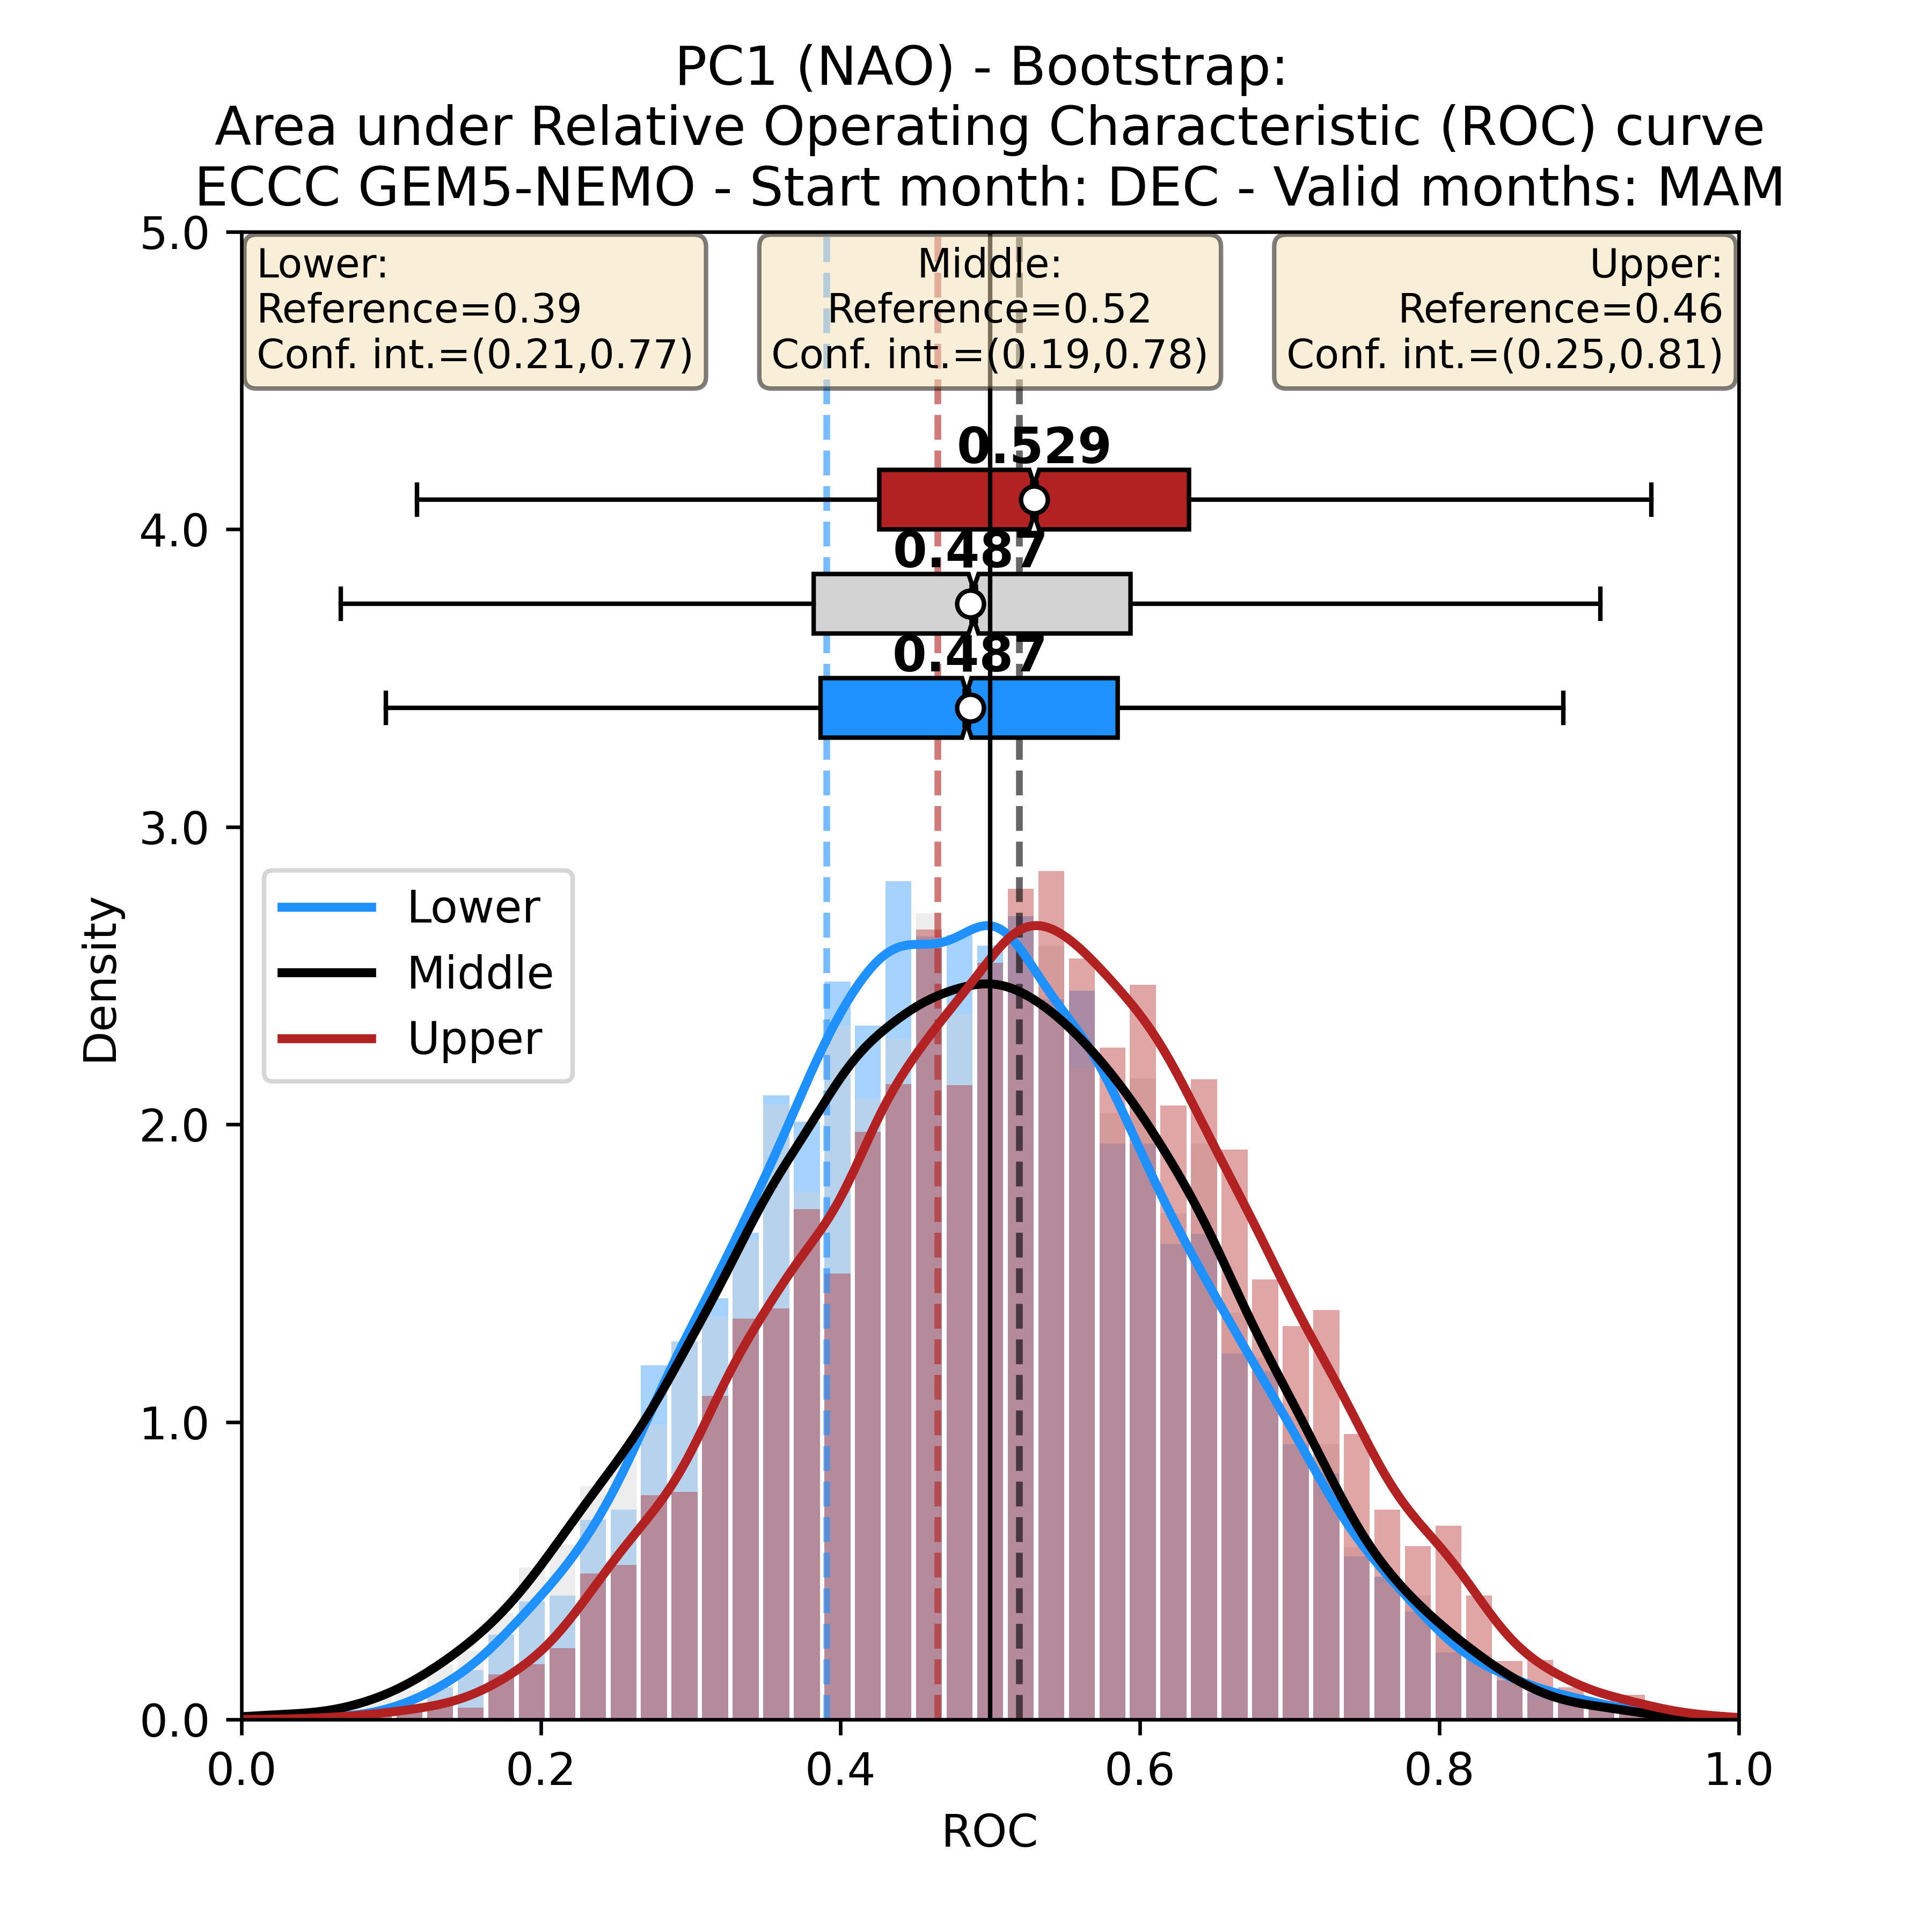 PC1 (NAO) - Bootstrap:
Area under Relative Operating Characteristic (ROC) curve
ECCC GEM5-NEMO - Start month: DEC - Valid months: MAM
Lower:
Reference=0.39
Conf. int.=(0.21,0.77)
Middle:
Reference=0.52
Conf. int.=(0.19,0.78)
Upper:
Reference=0.46
Conf. int.=(0.25,0.81)
0.529
0.487
0.487
5.0
4.0
3.0
2.0
1.0
0.0
Density
Lower
Middle
Upper
0.0 0.2 0.4 0.6 0.8 1.0
ROC